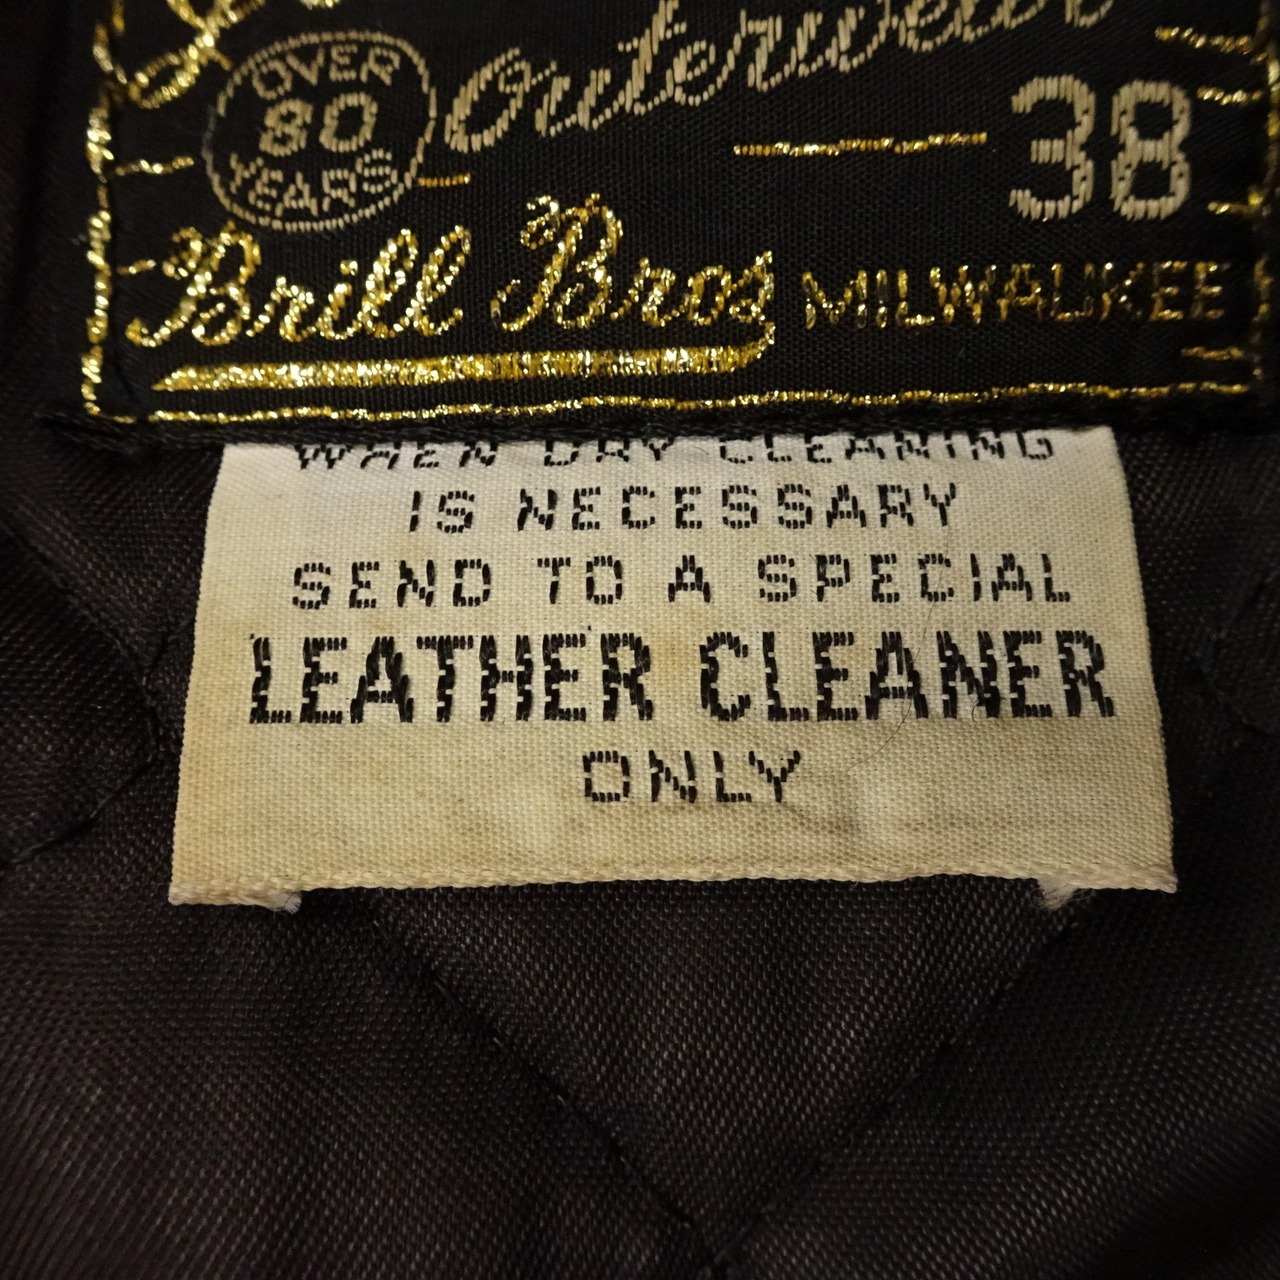 Outerwear
OVER
80
YEARS
38
Brill Bros MILWAUKEE
WHEN DRY CLEANING
IS NECESSARY
SEND TO A SPECIAL
LEATHER CLEANER
ONLY